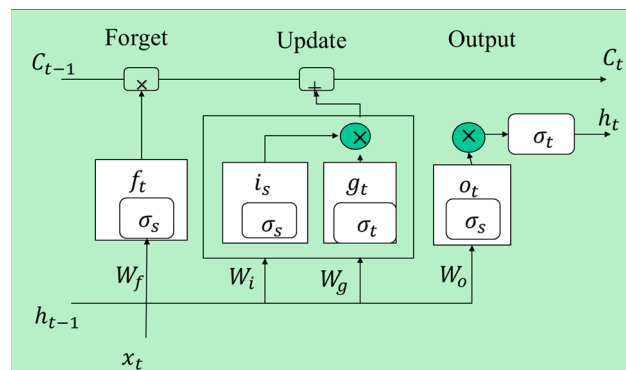 Forget Update Output
C_{t−1} C_t
× +
h_t
× × σ_t
f_t i_s g_t o_t
σ_s σ_s σ_t σ_s
W_f W_i W_g W_o
h_{t−1}
x_t